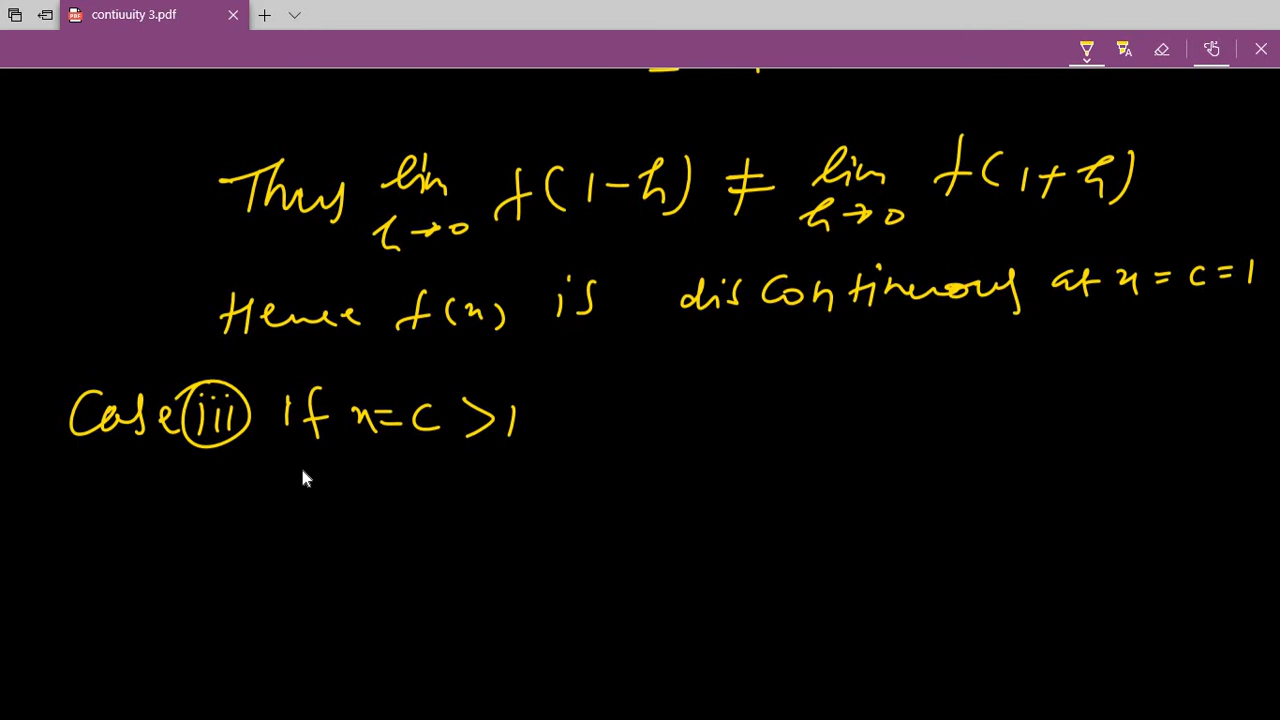 contiuuity 3.pdf
Thus lim f(1-h) ≠ lim f(1+h)
h→0 h→0
Hence f(x) is discontinuous at x = c = 1
Case (iii) If x = c > 1